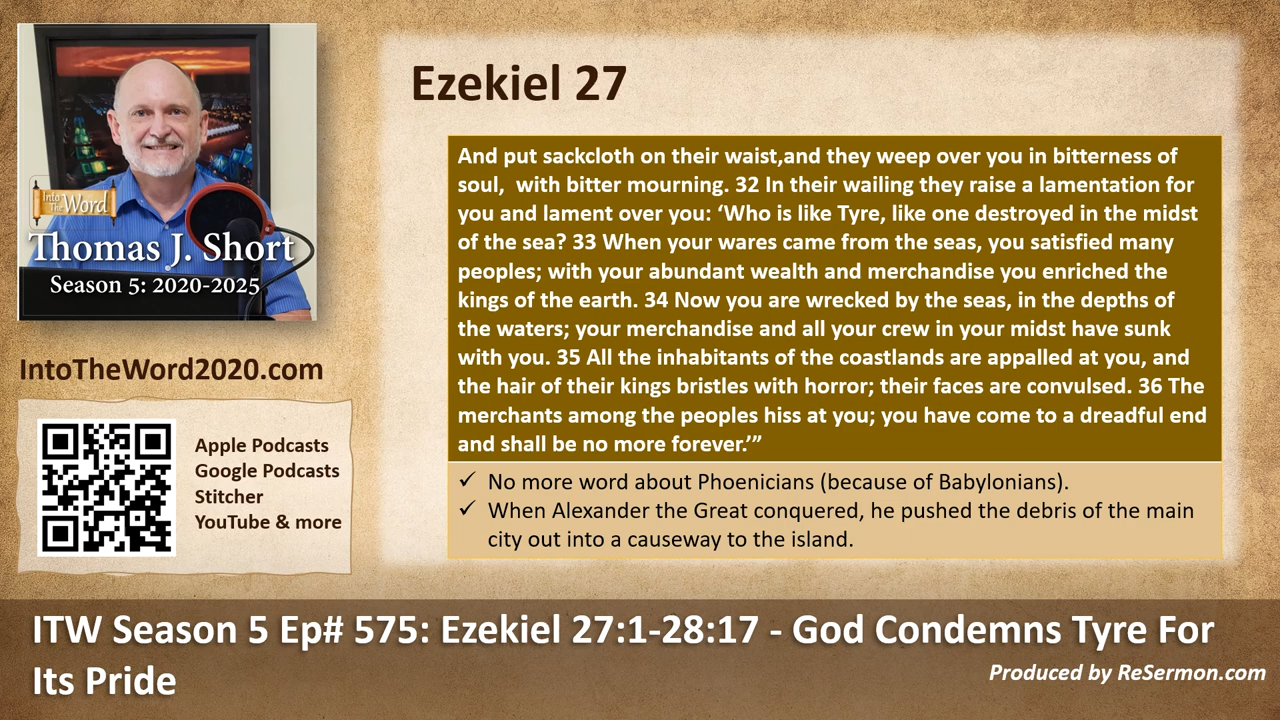 Into
The Word
Thomas J. Short
Season 5: 2020-2025
IntoTheWord2020.com
Apple Podcasts
Google Podcasts
Stitcher
YouTube & more
Ezekiel 27
And put sackcloth on their waist,and they weep over you in bitterness of
soul,  with bitter mourning. 32 In their wailing they raise a lamentation for
you and lament over you: ‘Who is like Tyre, like one destroyed in the midst
of the sea? 33 When your wares came from the seas, you satisfied many
peoples; with your abundant wealth and merchandise you enriched the
kings of the earth. 34 Now you are wrecked by the seas, in the depths of
the waters; your merchandise and all your crew in your midst have sunk
with you. 35 All the inhabitants of the coastlands are appalled at you, and
the hair of their kings bristles with horror; their faces are convulsed. 36 The
merchants among the peoples hiss at you; you have come to a dreadful end
and shall be no more forever.’”
✓ No more word about Phoenicians (because of Babylonians).
✓ When Alexander the Great conquered, he pushed the debris of the main
city out into a causeway to the island.
ITW Season 5 Ep# 575: Ezekiel 27:1-28:17 - God Condemns Tyre For
Its Pride
Produced by ReSermon.com